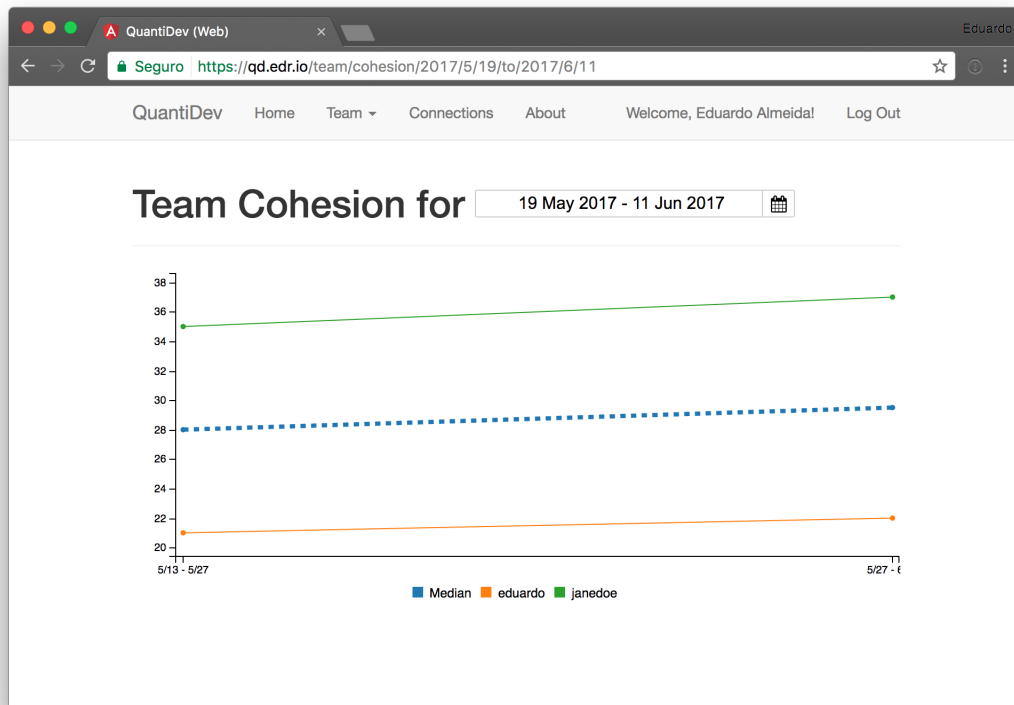 QuantiDev (Web)
Eduardo
Seguro https://qd.edr.io/team/cohesion/2017/5/19/to/2017/6/11
QuantiDev Home Team Connections About Welcome, Eduardo Almeida! Log Out
Team Cohesion for 19 May 2017 - 11 Jun 2017
38
36
34
32
30
28
26
24
22
20
5/13 - 5/27 5/27 - 6
Median eduardo janedoe